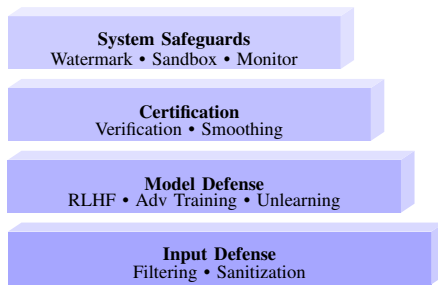 System Safeguards
Watermark • Sandbox • Monitor
Certification
Verification • Smoothing
Model Defense
RLHF • Adv Training • Unlearning
Input Defense
Filtering • Sanitization